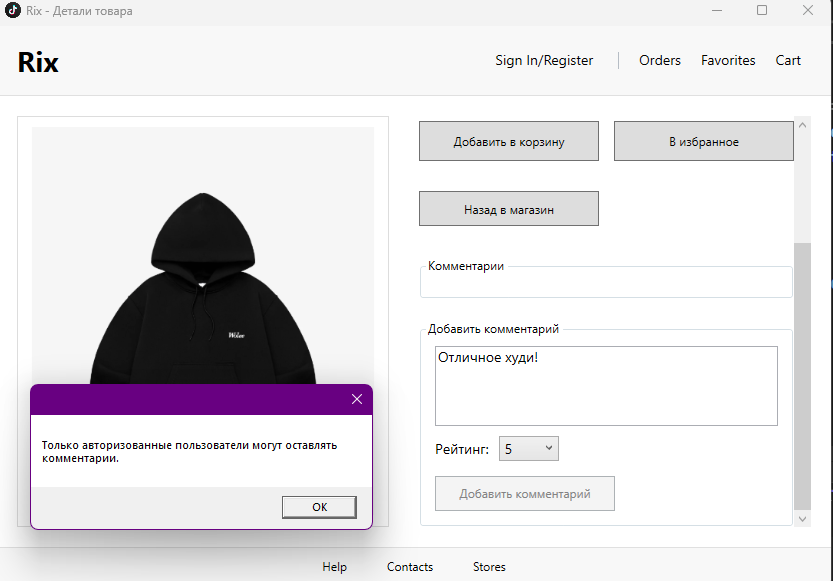 Rix - Детали товара
Rix
Sign In/Register
Orders
Favorites
Cart
Добавить в корзину
В избранное
Назад в магазин
Комментарии
Добавить комментарий
Отличное худи!
Рейтинг:
5
Добавить комментарий
Только авторизованные пользователи могут оставлять
комментарии.
OK
Help
Contacts
Stores